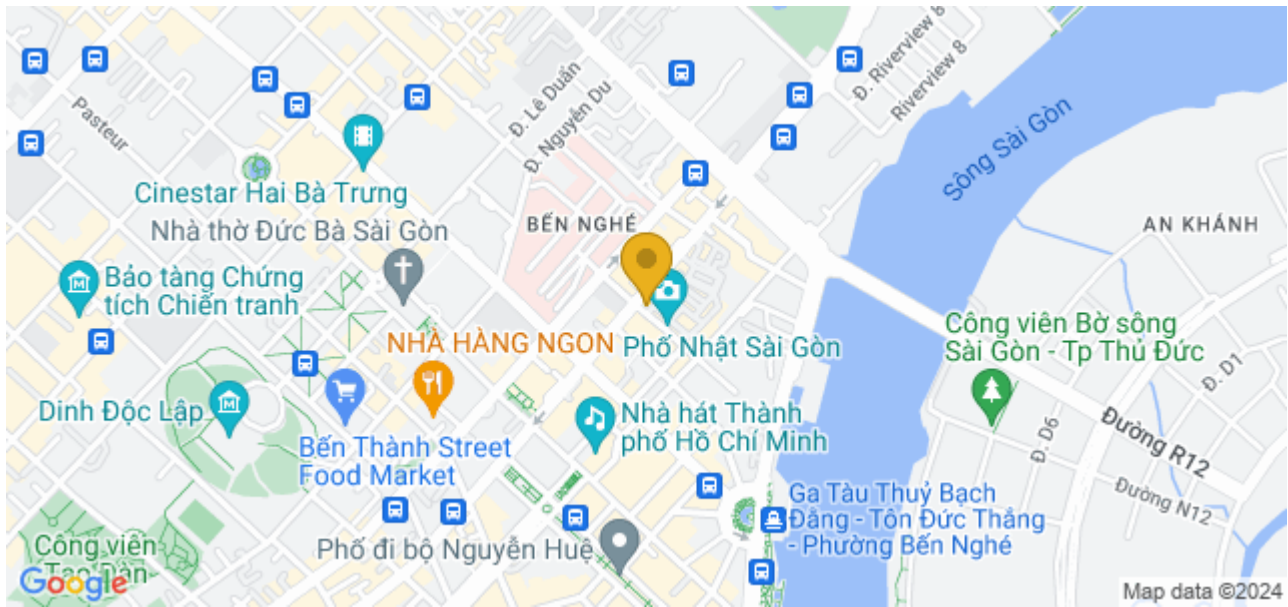 Đ. Riverview 8
Riverview 8
Pasteur
Đ. Lê Duẩn
Đ. Nguyễn Du
Sông Sài Gòn
Cinestar Hai Bà Trưng
Nhà thờ Đức Bà Sài Gòn
BẾN NGHÉ
AN KHÁNH
Bảo tàng Chứng
tích Chiến tranh
NHÀ HÀNG NGON
Phố Nhật Sài Gòn
Công viên Bờ sông
Sài Gòn - Tp Thủ Đức
Đ. D1
Dinh Độc Lập
Nhà hát Thành
phố Hồ Chí Minh
Đ. D6
Đường R12
Bến Thành Street
Food Market
Đường N12
Ga Tàu Thuỷ Bạch
Đằng - Tôn Đức Thắng
- Phường Bến Nghé
Phố đi bộ Nguyễn Huệ
Công viên
Tao Đàn
Google
Map data ©2024